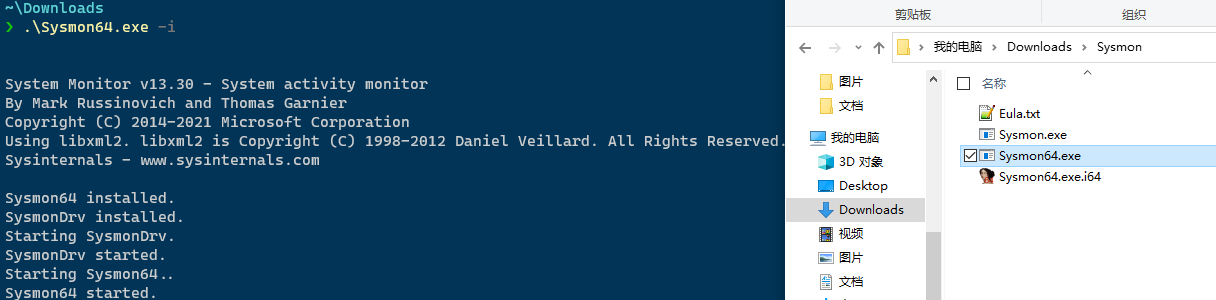 ~\Downloads
❯ .\Sysmon64.exe -i
System Monitor v13.30 - System activity monitor
By Mark Russinovich and Thomas Garnier
Copyright (C) 2014-2021 Microsoft Corporation
Using libxml2. libxml2 is Copyright (C) 1998-2012 Daniel Veillard. All Rights Reserved.
Sysinternals - www.sysinternals.com
Sysmon64 installed.
SysmonDrv installed.
Starting SysmonDrv.
SysmonDrv started.
Starting Sysmon64..
Sysmon64 started.
剪贴板
组织
我的电脑 > Downloads > Sysmon
图片
文档
我的电脑
3D 对象
Desktop
Downloads
视频
图片
文档
名称
Eula.txt
Sysmon.exe
Sysmon64.exe
Sysmon64.exe.i64